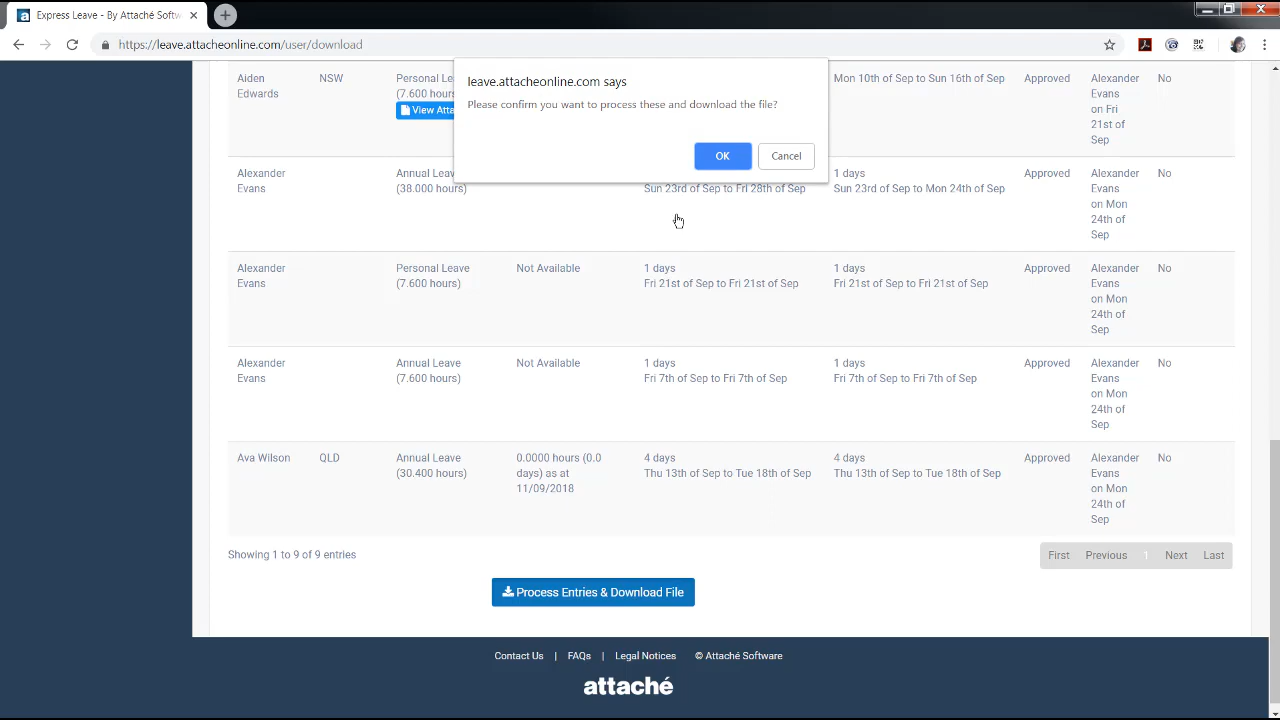 Express Leave - By Attaché Softw
https://leave.attacheonline.com/user/download
leave.attacheonline.com says
Please confirm you want to process these and download the file?
OK
Cancel
Aiden
Edwards
NSW
Personal Le
(7.600 hours)
View Atta
Mon 10th of Sep to Sun 16th of Sep
Approved
Alexander
Evans
on Fri
21st of
Sep
No
Alexander
Evans
Annual Leav
(38.000 hours)
Sun 23rd of Sep to Fri 28th of Sep
1 days
Sun 23rd of Sep to Mon 24th of Sep
Approved
Alexander
Evans
on Mon
24th of
Sep
No
Alexander
Evans
Personal Leave
(7.600 hours)
Not Available
1 days
Fri 21st of Sep to Fri 21st of Sep
1 days
Fri 21st of Sep to Fri 21st of Sep
Approved
Alexander
Evans
on Mon
24th of
Sep
No
Alexander
Evans
Annual Leave
(7.600 hours)
Not Available
1 days
Fri 7th of Sep to Fri 7th of Sep
1 days
Fri 7th of Sep to Fri 7th of Sep
Approved
Alexander
Evans
on Mon
24th of
Sep
No
Ava Wilson
QLD
Annual Leave
(30.400 hours)
0.0000 hours (0.0
days) as at
11/09/2018
4 days
Thu 13th of Sep to Tue 18th of Sep
4 days
Thu 13th of Sep to Tue 18th of Sep
Approved
Alexander
Evans
on Mon
24th of
Sep
No
Showing 1 to 9 of 9 entries
First Previous 1 Next Last
Process Entries & Download File
Contact Us | FAQs | Legal Notices © Attaché Software
attaché